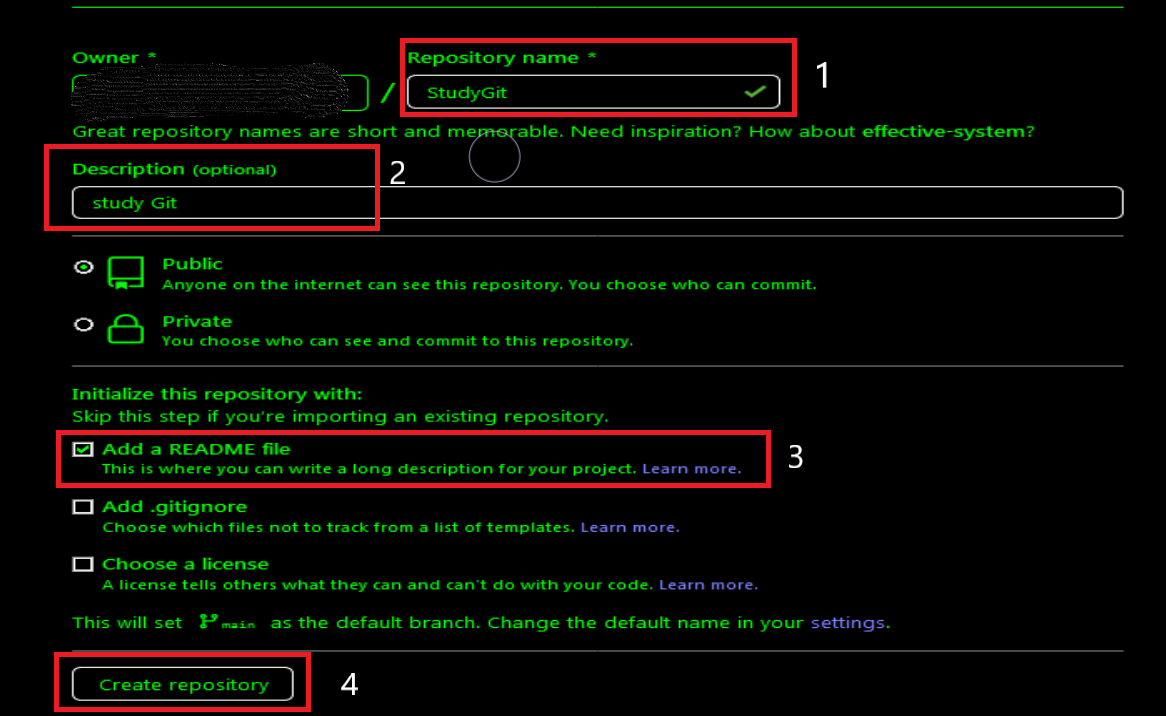 Owner *
Repository name *
1
/
StudyGit
Great repository names are short and memorable. Need inspiration? How about effective-system?
Description (optional)
2
study Git
Public
Anyone on the internet can see this repository. You choose who can commit.
Private
You choose who can see and commit to this repository.
Initialize this repository with:
Skip this step if you're importing an existing repository.
Add a README file
This is where you can write a long description for your project. Learn more.
3
Add .gitignore
Choose which files not to track from a list of templates. Learn more.
Choose a license
A license tells others what they can and can't do with your code. Learn more.
This will set main as the default branch. Change the default name in your settings.
Create repository
4